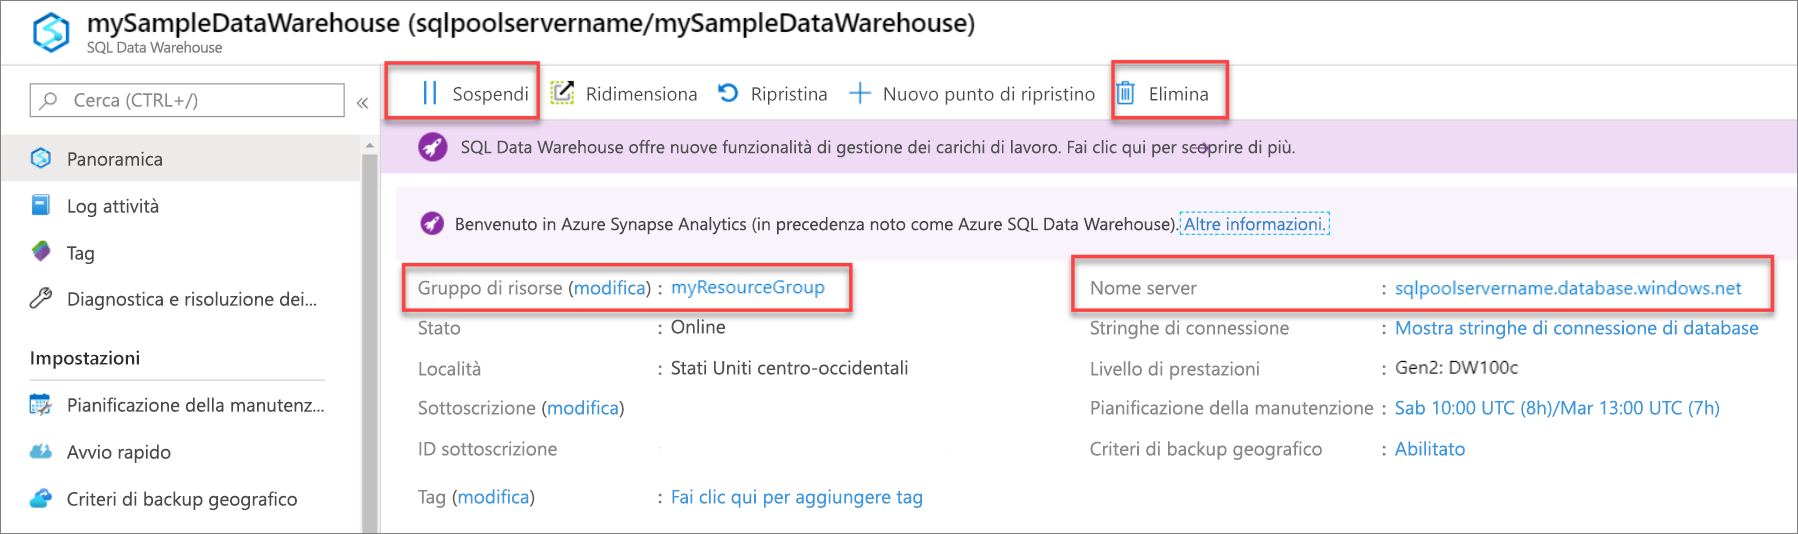 mySampleDataWarehouse (sqlpoolservername/mySampleDataWarehouse)
SQL Data Warehouse
Cerca (CTRL+/)
Sospendi Ridimensiona Ripristina Nuovo punto di ripristino Elimina
SQL Data Warehouse offre nuove funzionalità di gestione dei carichi di lavoro. Fai clic qui per scoprire di più.
Benvenuto in Azure Synapse Analytics (in precedenza noto come Azure SQL Data Warehouse). Altre informazioni.
Panoramica
Log attività
Tag
Diagnostica e risoluzione dei...
Impostazioni
Pianificazione della manutenz...
Avvio rapido
Criteri di backup geografico
Gruppo di risorse (modifica) : myResourceGroup
Stato : Online
Località : Stati Uniti centro-occidentali
Sottoscrizione (modifica)
ID sottoscrizione
Tag (modifica) : Fai clic qui per aggiungere tag
Nome server : sqlpoolservername.database.windows.net
Stringhe di connessione : Mostra stringhe di connessione di database
Livello di prestazioni : Gen2: DW100c
Pianificazione della manutenzione : Sab 10:00 UTC (8h)/Mar 13:00 UTC (7h)
Criteri di backup geografico : Abilitato